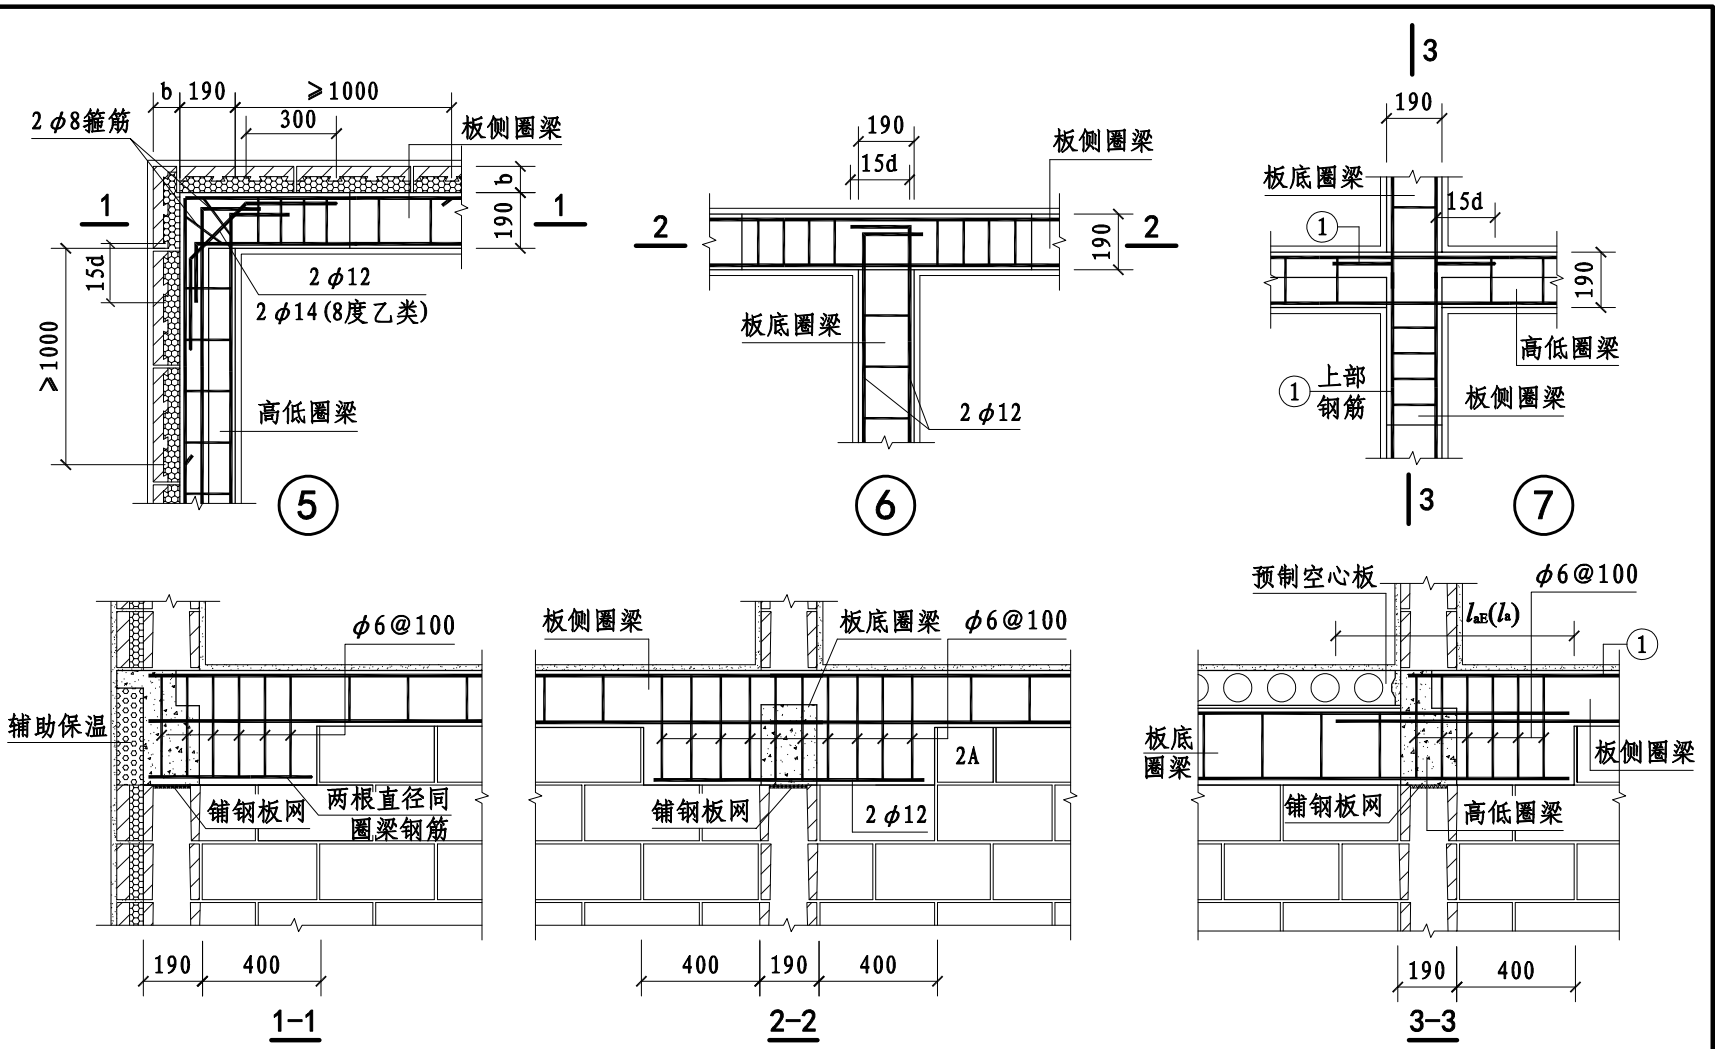 b 190 ≥1000
300
2φ8箍筋
板侧圈梁
b
190
1 1
15d
≥1000
2φ12
2φ14(8度乙类)
高低圈梁
5
190
15d
板侧圈梁
2 2
190
板底圈梁
2φ12
6
3
190
板底圈梁
15d
1
190
高低圈梁
1 上部
钢筋
板侧圈梁
3
7
φ6@100
辅助保温
铺钢板网
两根直径同
圈梁钢筋
190 400
1-1
板侧圈梁
板底圈梁
φ6@100
2A
铺钢板网
2φ12
400 190 400
2-2
预制空心板
φ6@100
laE(la)
1
板底
圈梁
板侧圈梁
铺钢板网
高低圈梁
190 400
3-3